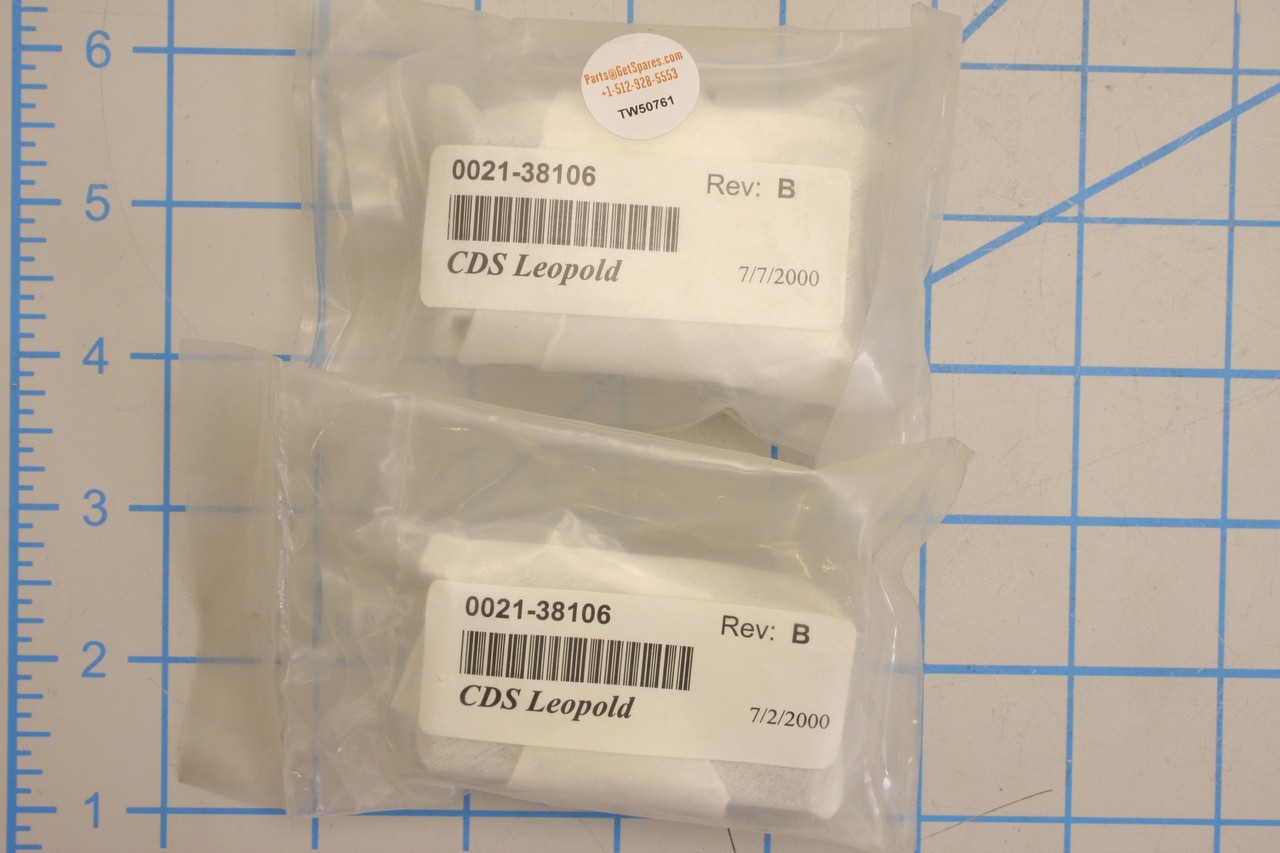 6
Parts@GetSpares.com
+1-512-928-5553
TW50761
0021-38106
Rev: B
5
CDS Leopold
7/7/2000
4
3
0021-38106
Rev: B
2
CDS Leopold
7/2/2000
1